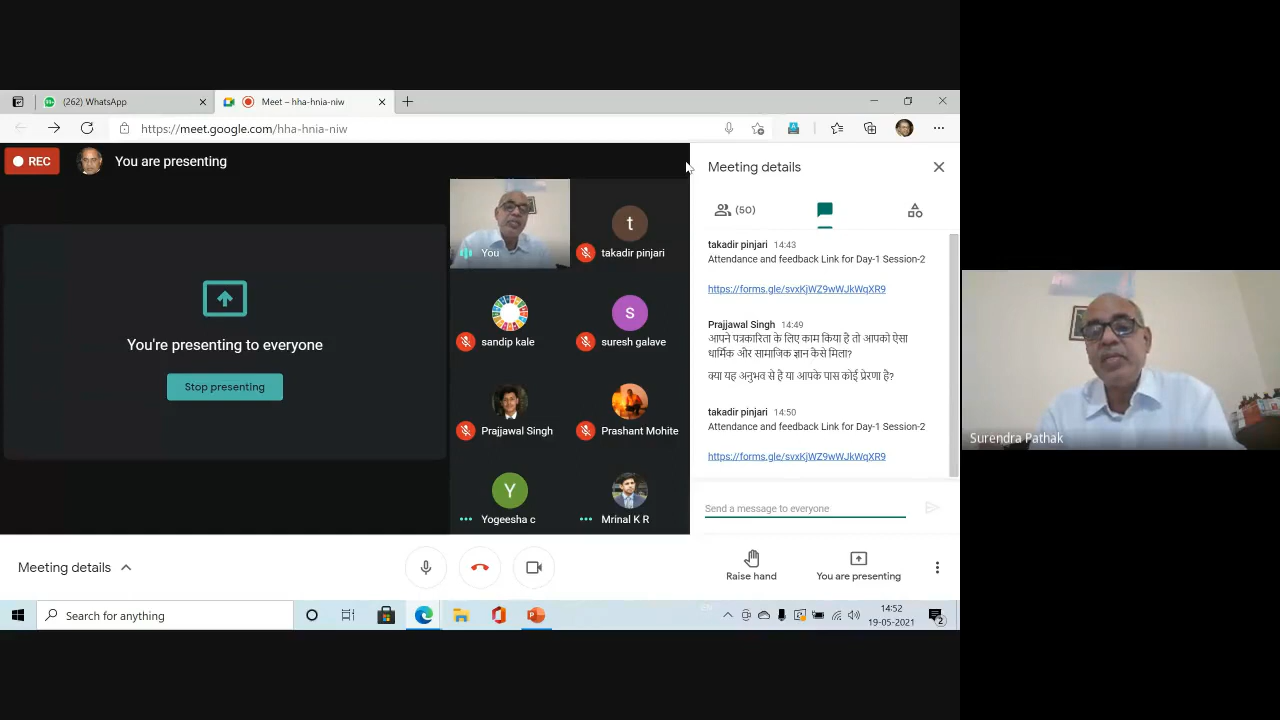 (262) WhatsApp
Meet – hha-hnia-niw
https://meet.google.com/hha-hnia-niw
REC
You are presenting
You're presenting to everyone
Stop presenting
You
t
takadir pinjari
sandip kale
s
suresh galave
Prajjawal Singh
Prashant Mohite
Y
Yogeesha c
Mrinal K R
Meeting details
(50)
takadir pinjari 14:43
Attendance and feedback Link for Day-1 Session-2
https://forms.gle/svxKjWZ9wWJkWqXR9
Prajjawal Singh 14:49
आपने पत्रकारिता के लिए काम किया है तो आपको ऐसा
धार्मिक और सामाजिक ज्ञान कैसे मिला?
क्या यह अनुभव से है या आपके पास कोई प्रेरणा है?
takadir pinjari 14:50
Attendance and feedback Link for Day-1 Session-2
https://forms.gle/svxKjWZ9wWJkWqXR9
Send a message to everyone
Raise hand
You are presenting
Meeting details
Search for anything
14:52
19-05-2021
2
Surendra Pathak